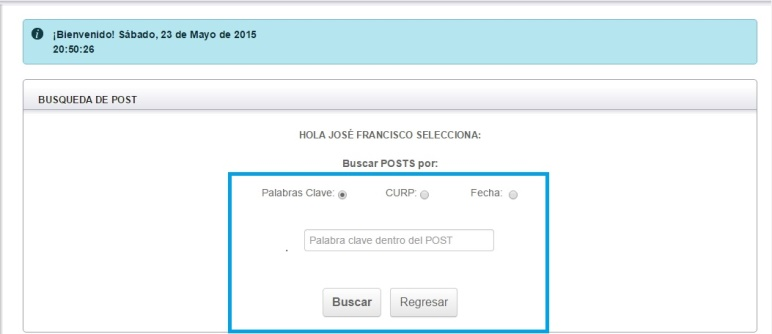 ¡Bienvenido! Sábado, 23 de Mayo de 2015
20:50:26
BUSQUEDA DE POST
HOLA JOSÉ FRANCISCO SELECCIONA:
Buscar POSTS por:
Palabras Clave: CURP: Fecha:
Palabra clave dentro del POST
Buscar Regresar